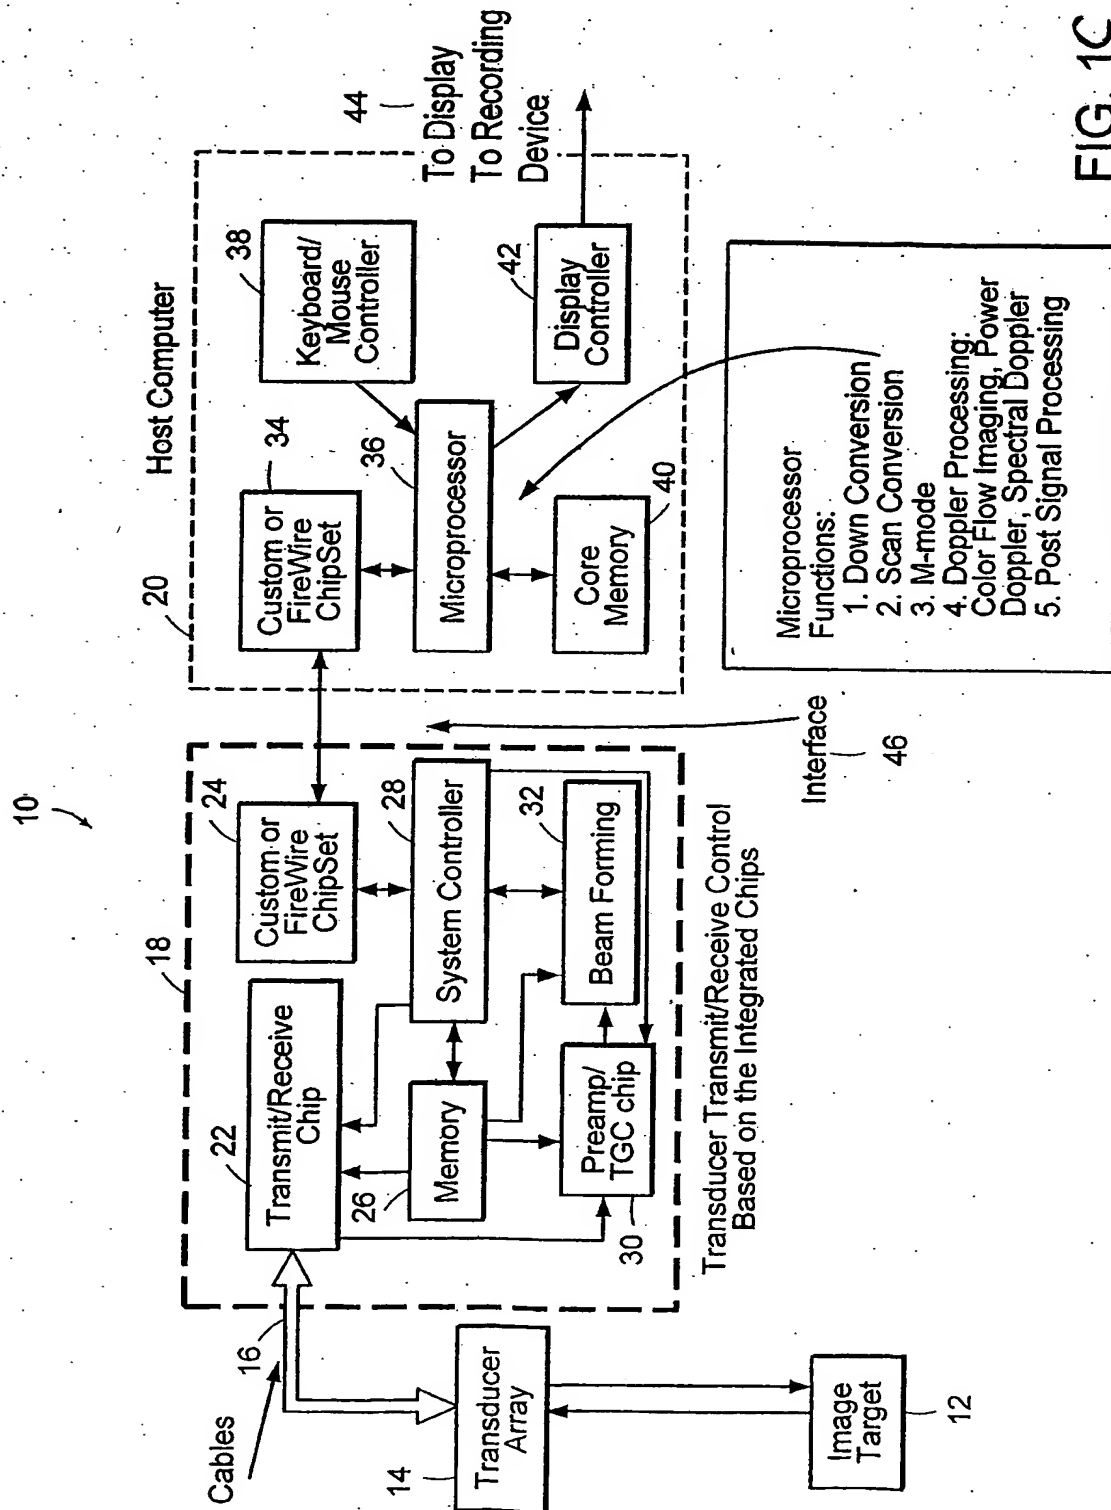 10
Cables
16
14
Transducer
Array
Image
Target
12
18
22
Transmit/Receive
Chip
24
Custom or
FireWire
ChipSet
26
Memory
28
System Controller
30
Preamp/
TGC chip
32
Beam Forming
Transducer Transmit/Receive Control
Based on the Integrated Chips
Interface
46
20
Host Computer
34
Custom or
FireWire
ChipSet
36
Microprocessor
38
Keyboard/
Mouse
Controller
40
Core
Memory
42
Display
Controller
44
To Display
To Recording
Device
Microprocessor
Functions:
1. Down Conversion
2. Scan Conversion
3. M-mode
4. Doppler Processing:
Color Flow Imaging, Power
Doppler, Spectral Doppler
5. Post Signal Processing
FIG. 1C